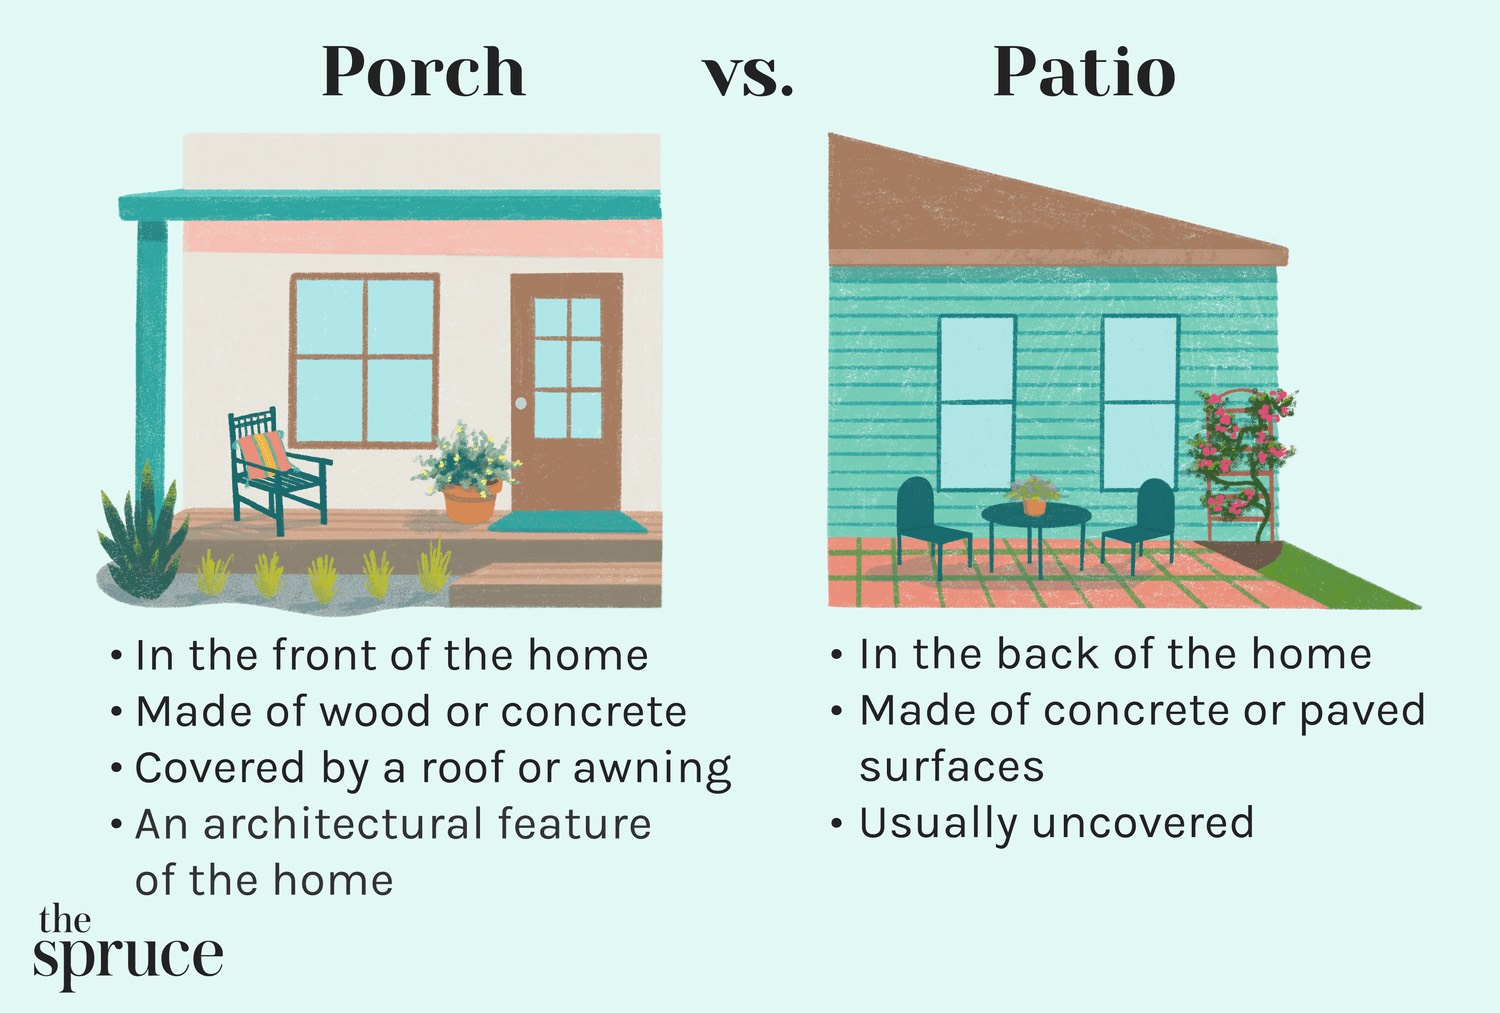 Porch vs. Patio
• In the front of the home
• Made of wood or concrete
• Covered by a roof or awning
• An architectural feature
of the home
• In the back of the home
• Made of concrete or paved
surfaces
• Usually uncovered
the
spruce